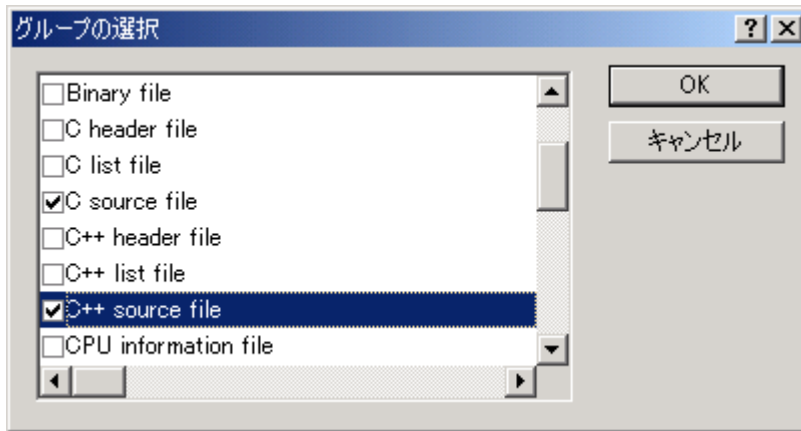 グループの選択
Binary file
C header file
C list file
C source file
C++ header file
C++ list file
C++ source file
CPU information file
OK
キャンセル